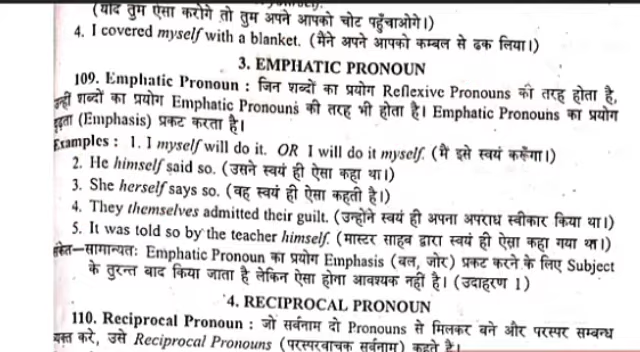 (यदि तुम ऐसा करोगे तो तुम अपने आपको चोट पहुँचाओगे।)
4. I covered myself with a blanket. (मैंने अपने आपको कम्बल से ढक लिया।)
3. EMPHATIC PRONOUN
109. Emphatic Pronoun : जिन शब्दों का प्रयोग Reflexive Pronouns की तरह होता है,
उन्हीं शब्दों का प्रयोग Emphatic Pronouns की तरह भी होता है। Emphatic Pronouns का प्रयोग
दृढ़ता (Emphasis) प्रकट करता है।
Examples : 1. I myself will do it. OR I will do it myself. (मैं इसे स्वयं करूँगा।)
2. He himself said so. (उसने स्वयं ही ऐसा कहा था।)
3. She herself says so. (वह स्वयं ही ऐसा कहती है।)
4. They themselves admitted their guilt. (उन्होंने स्वयं ही अपना अपराध स्वीकार किया था।)
5. It was told so by the teacher himself. (मास्टर साहब द्वारा स्वयं ही ऐसा कहा गया था।)
संकेत—सामान्यतः Emphatic Pronoun का प्रयोग Emphasis (बल, जोर) प्रकट करने के लिए Subject
के तुरन्त बाद किया जाता है लेकिन ऐसा होना आवश्यक नहीं है। (उदाहरण 1)
4. RECIPROCAL PRONOUN
110. Reciprocal Pronoun : जो सर्वनाम दो Pronouns से मिलकर बने और परस्पर सम्बन्ध
व्यक्त करे, उसे Reciprocal Pronouns (परस्परवाचक सर्वनाम) कहते है।